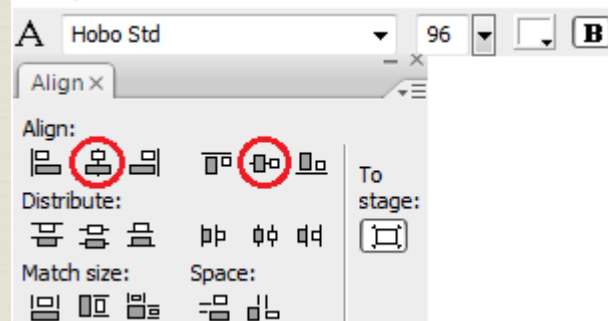 A Hobo Std 96 B
Align
Align:
To
stage:
Distribute:
Match size: Space: